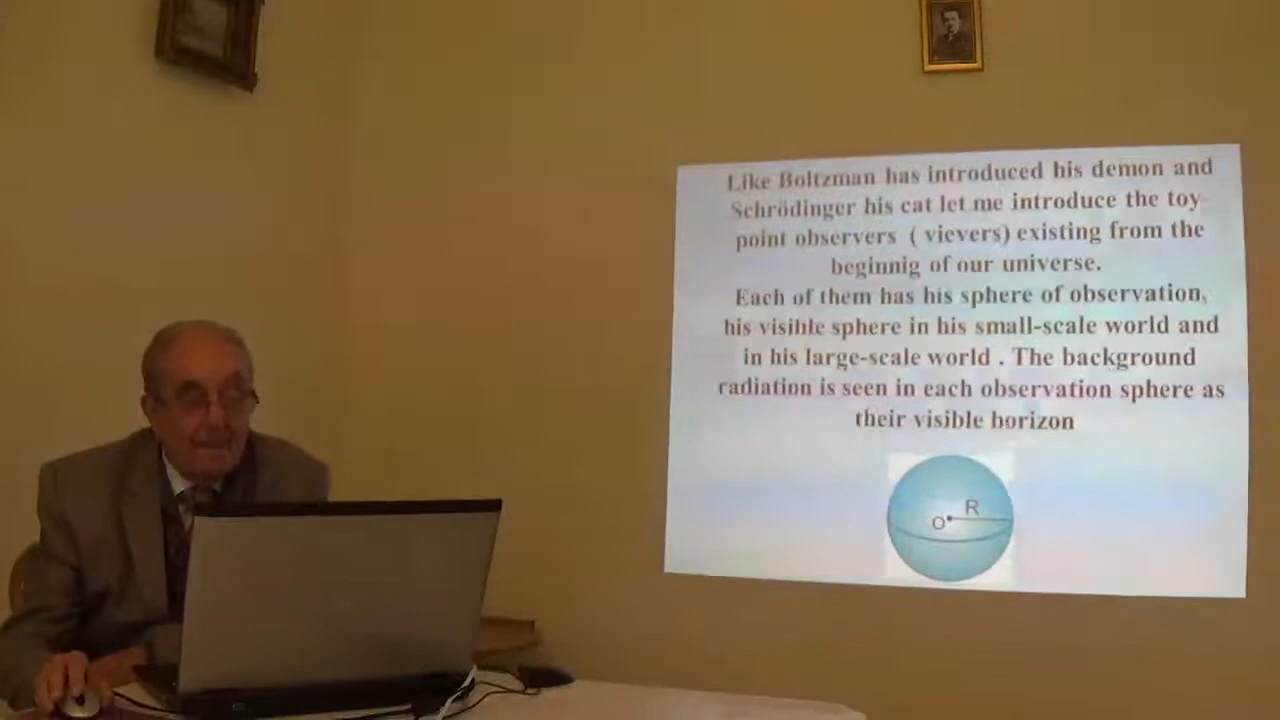 Like Boltzman has introduced his demon and
Schrödinger his cat let me introduce the toy-
point observers ( vievers) existing from the
beginnig of our universe.
Each of them has his sphere of observation,
his visible sphere in his small-scale world and
in his large-scale world . The background
radiation is seen in each observation sphere as
their visible horizon
R
O